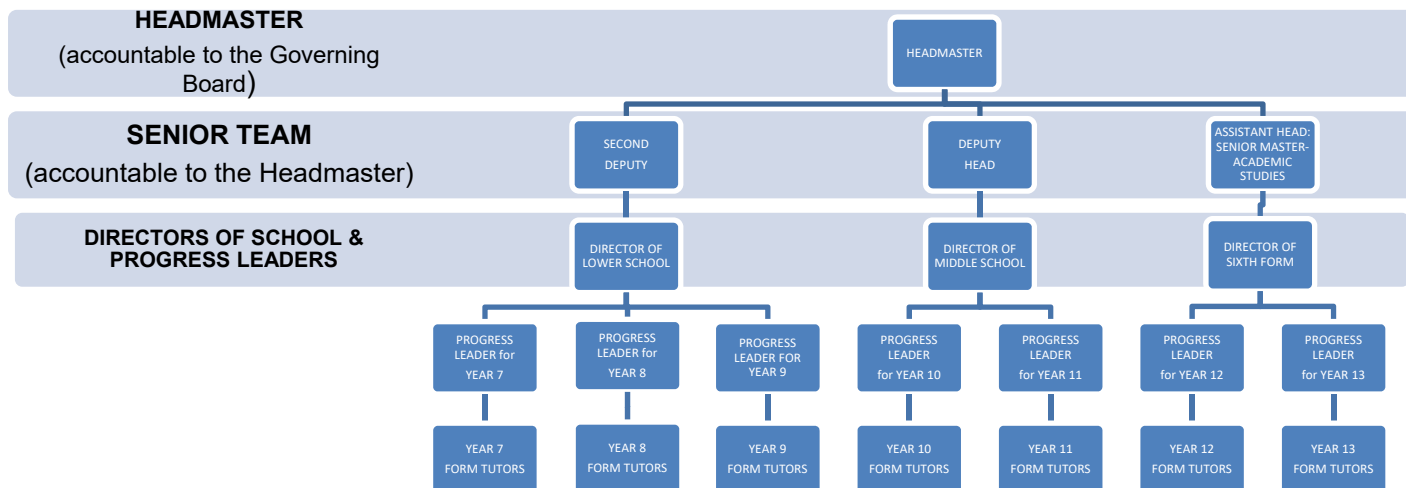 HEADMASTER
(accountable to the Governing
Board)
HEADMASTER
SENIOR TEAM
(accountable to the Headmaster)
SECOND
DEPUTY
DEPUTY
HEAD
ASSISTANT HEAD:
SENIOR MASTER-
ACADEMIC
STUDIES
DIRECTORS OF SCHOOL &
PROGRESS LEADERS
DIRECTOR OF
LOWER SCHOOL
DIRECTOR OF
MIDDLE SCHOOL
DIRECTOR OF
SIXTH FORM
PROGRESS
LEADER for
YEAR 7
PROGRESS
LEADER for
YEAR 8
PROGRESS
LEADER FOR
YEAR 9
PROGRESS
LEADER
for YEAR 10
PROGRESS
LEADER
for YEAR 11
PROGRESS
LEADER
for YEAR 12
PROGRESS
LEADER
for YEAR 13
YEAR 7
FORM TUTORS
YEAR 8
FORM TUTORS
YEAR 9
FORM TUTORS
YEAR 10
FORM TUTORS
YEAR 11
FORM TUTORS
YEAR 12
FORM TUTORS
YEAR 13
FORM TUTORS